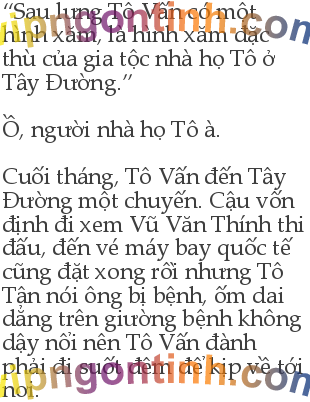 “Sau lưng Tô Vấn có một
hình xăm, là hình xăm đặc
thù của gia tộc nhà họ Tô ở
Tây Đường.”
Ồ, người nhà họ Tô à.
Cuối tháng, Tô Vấn đến Tây
Đường một chuyến. Cậu vốn
định đi xem Vũ Văn Thính thi
đấu, đến vé máy bay quốc tế
cũng đặt xong rồi nhưng Tô
Tận nói ông bị bệnh, ốm dai
dẳng trên giường bệnh không
dậy nổi nên Tô Vấn đành
phải đi suốt đêm để kịp về tới
nơi.
vipngontinh.com
vipngontinh.com